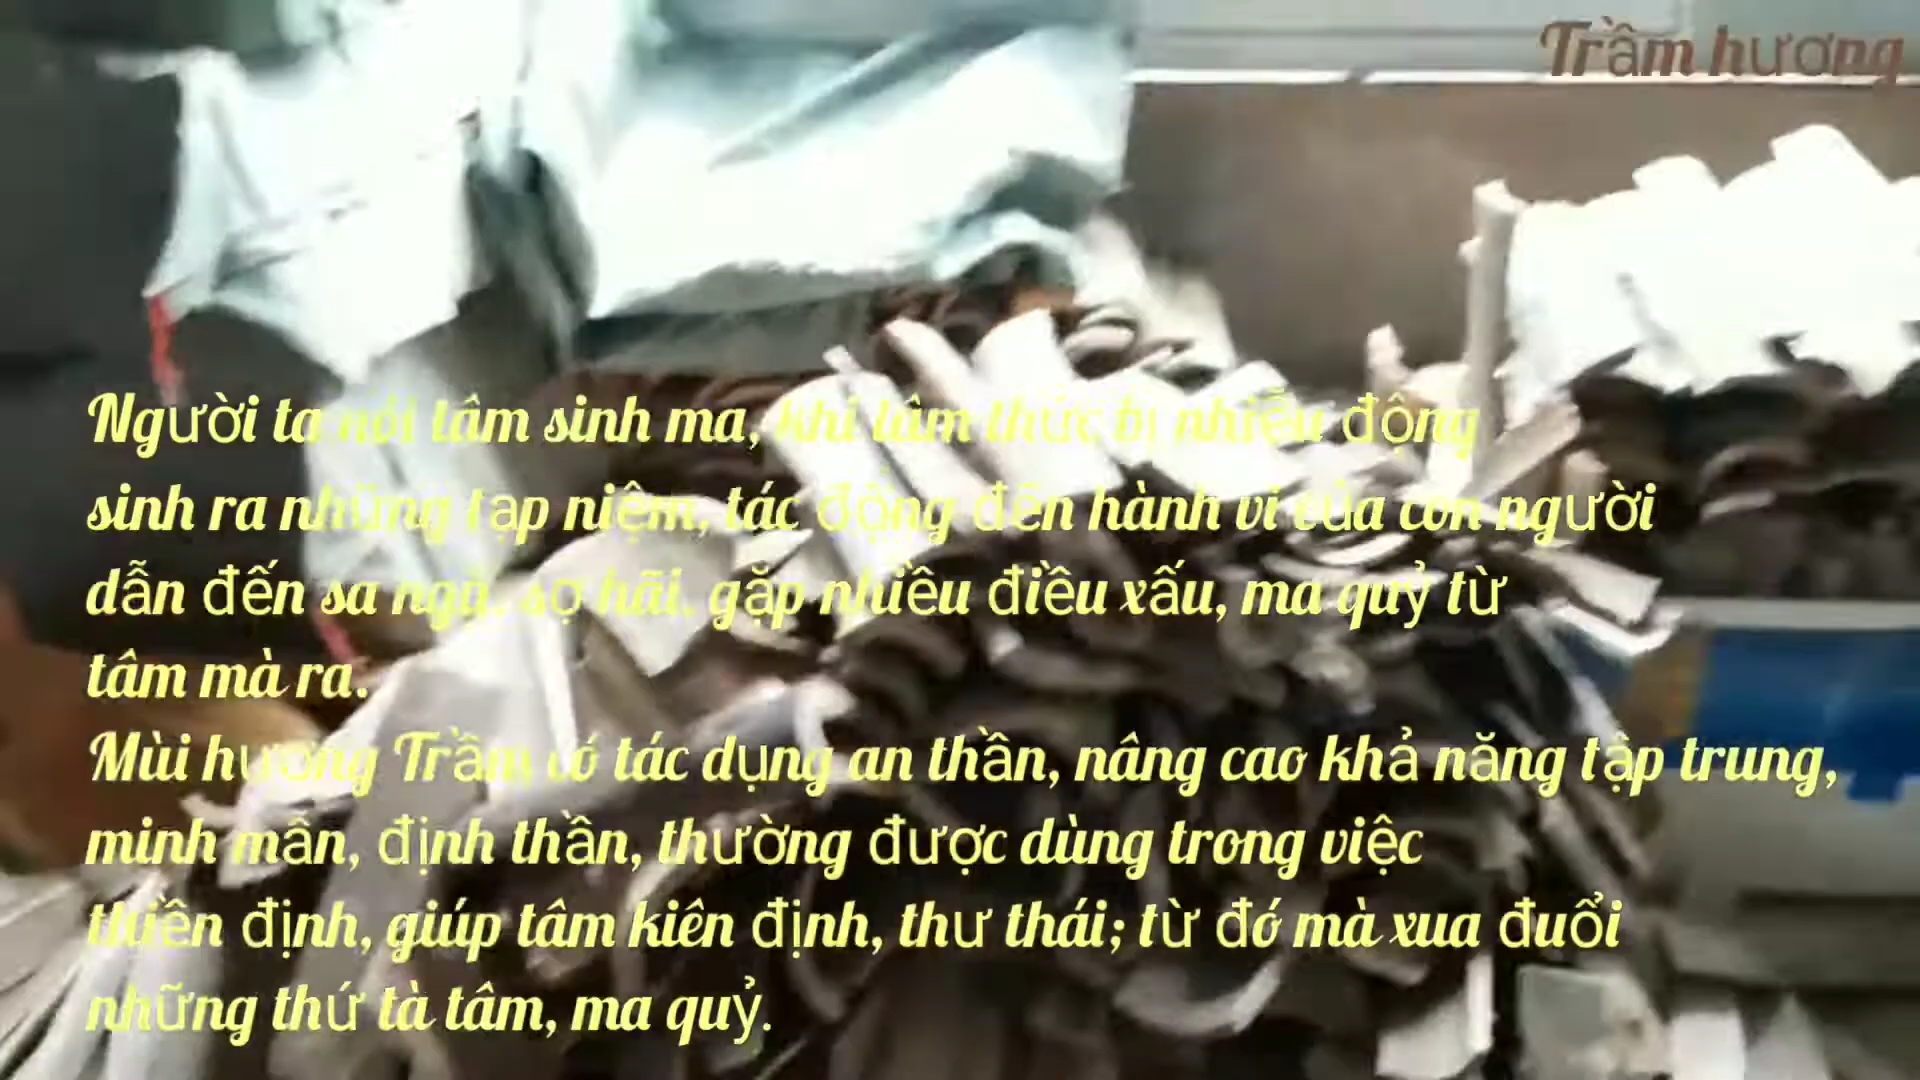 Trầm hương
Người ta nói tâm sinh ma, khi tâm thức bị nhiễu động
sinh ra những tạp niệm, tác động đến hành vi của con người
dẫn đến sa ngã, sợ hãi, gặp nhiều điều xấu, ma quỷ từ
tâm mà ra.
Mùi hương Trầm có tác dụng an thần, nâng cao khả năng tập trung,
minh mẫn, định thần, thường được dùng trong việc
thiền định, giúp tâm kiên định, thư thái; từ đó mà xua đuổi
những thứ tà tâm, ma quỷ.